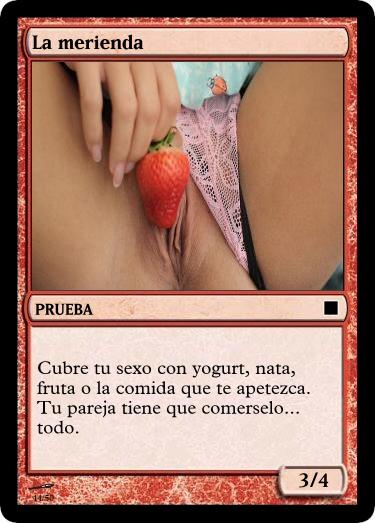 La merienda
PRUEBA
Cubre tu sexo con yogurt, nata,
fruta o la comida que te apetezca.
Tu pareja tiene que comerselo...
todo.
3/4